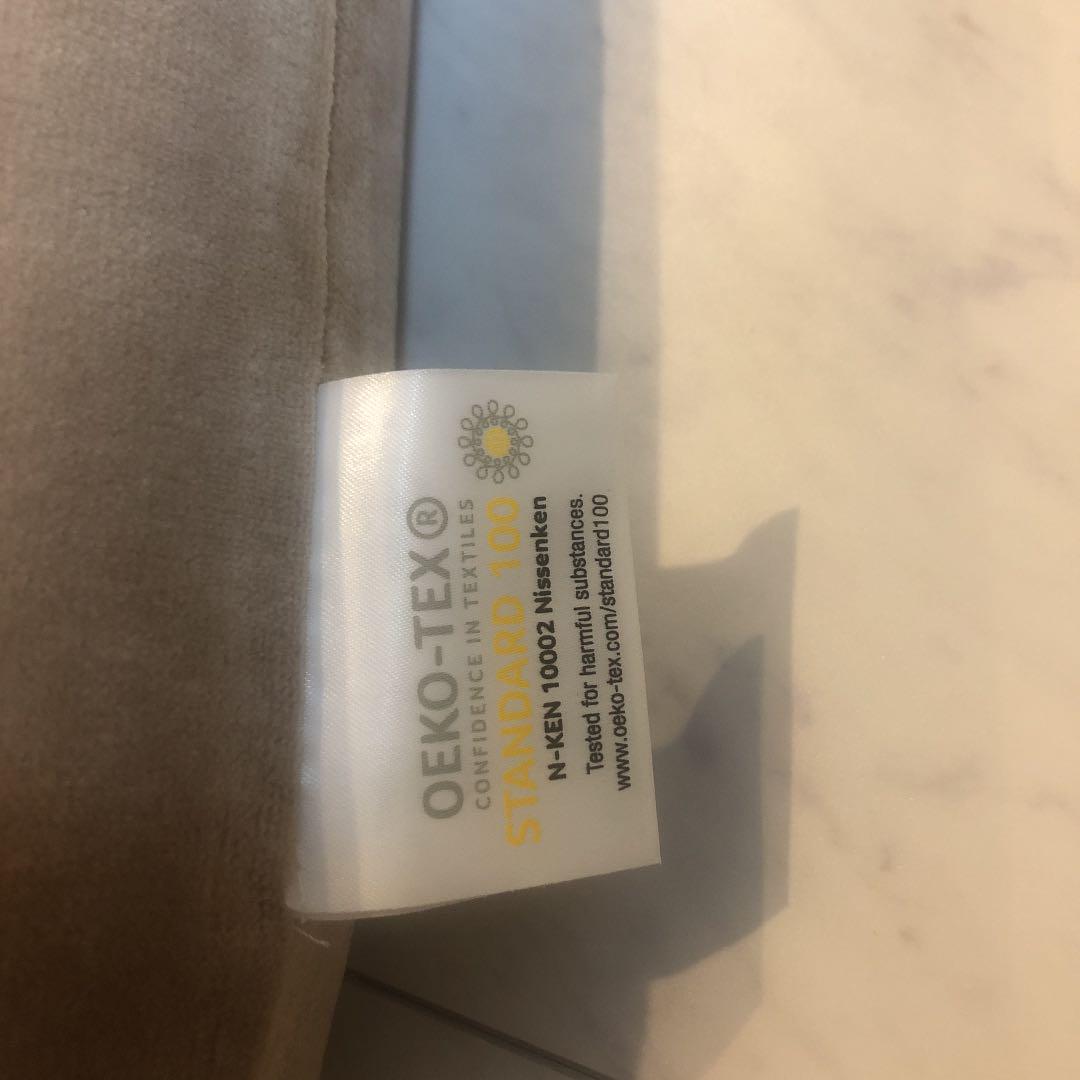 OEKO-TEX®
CONFIDENCE IN TEXTILES
STANDARD 100
N-KEN 10002 Nissenken
Tested for harmful substances.
www.oeko-tex.com/standard100